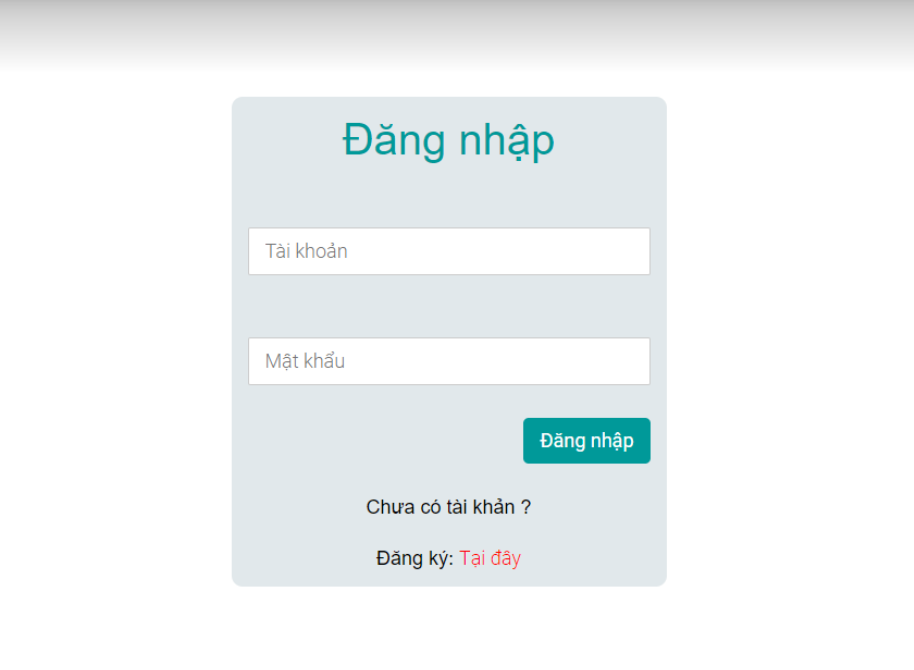 Đăng nhập
Tài khoản
Mật khẩu
Đăng nhập
Chưa có tài khản ?
Đăng ký: Tại đây